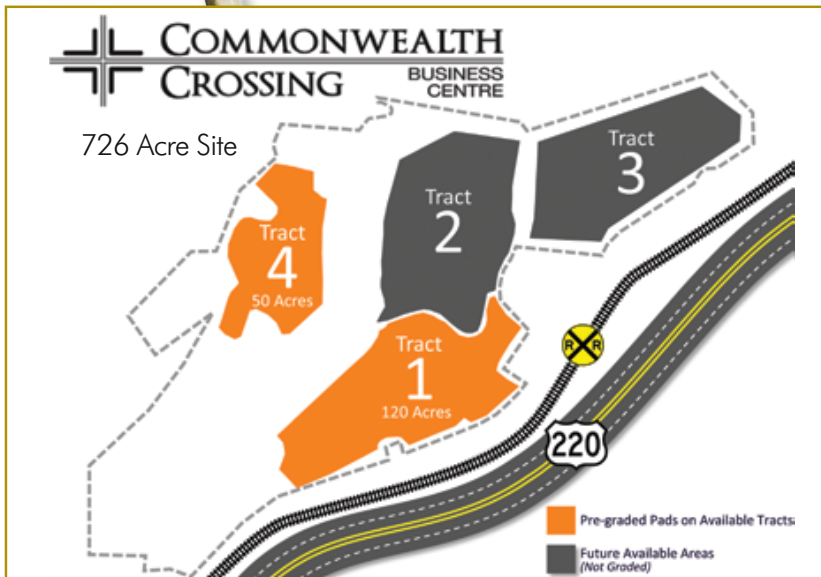 COMMONWEALTH
CROSSING BUSINESS
CENTRE
726 Acre Site
Tract
3
Tract
2
Tract
4
50 Acres
Tract
1
120 Acres
R R
220
Pre-graded Pads on Available Tracts
Future Available Areas
(Not Graded)